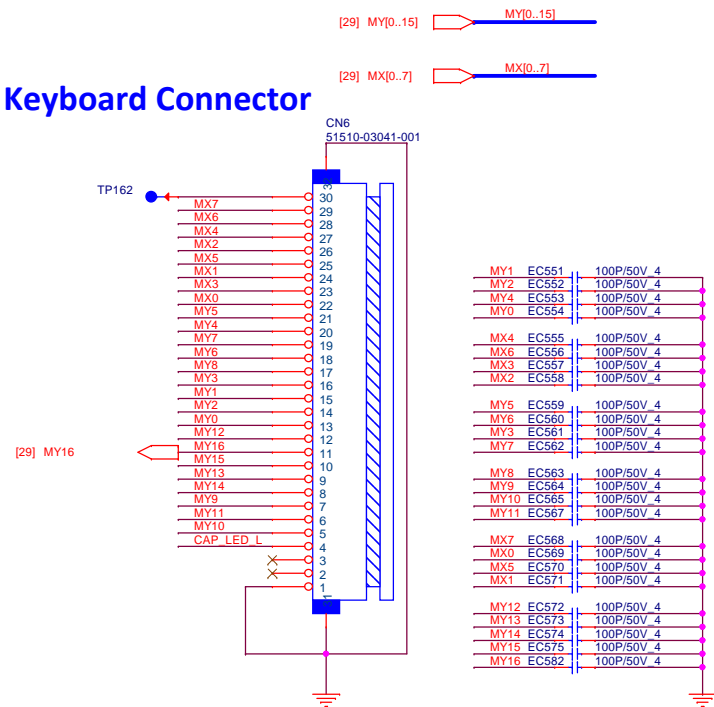 [29] MY[0..15] MY[0..15]
[29] MX[0..7] MX[0..7]
Keyboard Connector
CN6
51510-03041-001
TP162
32
30
MX7 29
MX6 28
MX4 27
MX2 26
MX5 25
MX1 24
MX3 23
MX0 22
MY5 21
MY4 20
MY7 19
MY6 18
MY8 17
MY3 16
MY1 15
MY2 14
MY0 13
MY12 12
[29] MY16 MY16 11
MY15 10
MY13 9
MY14 8
MY9 7
MY11 6
MY10 5
CAP_LED_L 4
3
2
1
31
MY1 EC551 100P/50V_4
MY2 EC552 100P/50V_4
MY4 EC553 100P/50V_4
MY0 EC554 100P/50V_4
MX4 EC555 100P/50V_4
MX6 EC556 100P/50V_4
MX3 EC557 100P/50V_4
MX2 EC558 100P/50V_4
MY5 EC559 100P/50V_4
MY6 EC560 100P/50V_4
MY3 EC561 100P/50V_4
MY7 EC562 100P/50V_4
MY8 EC563 100P/50V_4
MY9 EC564 100P/50V_4
MY10 EC565 100P/50V_4
MY11 EC567 100P/50V_4
MX7 EC568 100P/50V_4
MX0 EC569 100P/50V_4
MX5 EC570 100P/50V_4
MX1 EC571 100P/50V_4
MY12 EC572 100P/50V_4
MY13 EC573 100P/50V_4
MY14 EC574 100P/50V_4
MY15 EC575 100P/50V_4
MY16 EC582 100P/50V_4